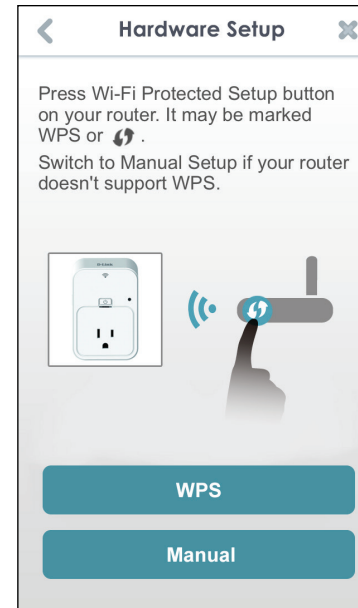 Hardware Setup
Press Wi-Fi Protected Setup button
on your router. It may be marked
WPS or .
Switch to Manual Setup if your router
doesn't support WPS.
D-Link
WPS
Manual